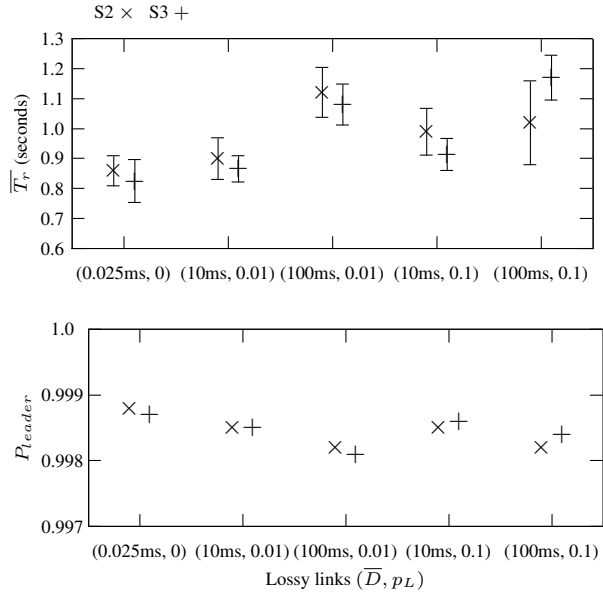 S2 × S3 +
1.3
1.2
1.1
1.0
0.9
0.8
0.7
0.6
T̅r (seconds)
(0.025ms, 0) (10ms, 0.01) (100ms, 0.01) (10ms, 0.1) (100ms, 0.1)
1.0
0.999
0.998
0.997
Pleader
(0.025ms, 0) (10ms, 0.01) (100ms, 0.01) (10ms, 0.1) (100ms, 0.1)
Lossy links (D̅, pL)